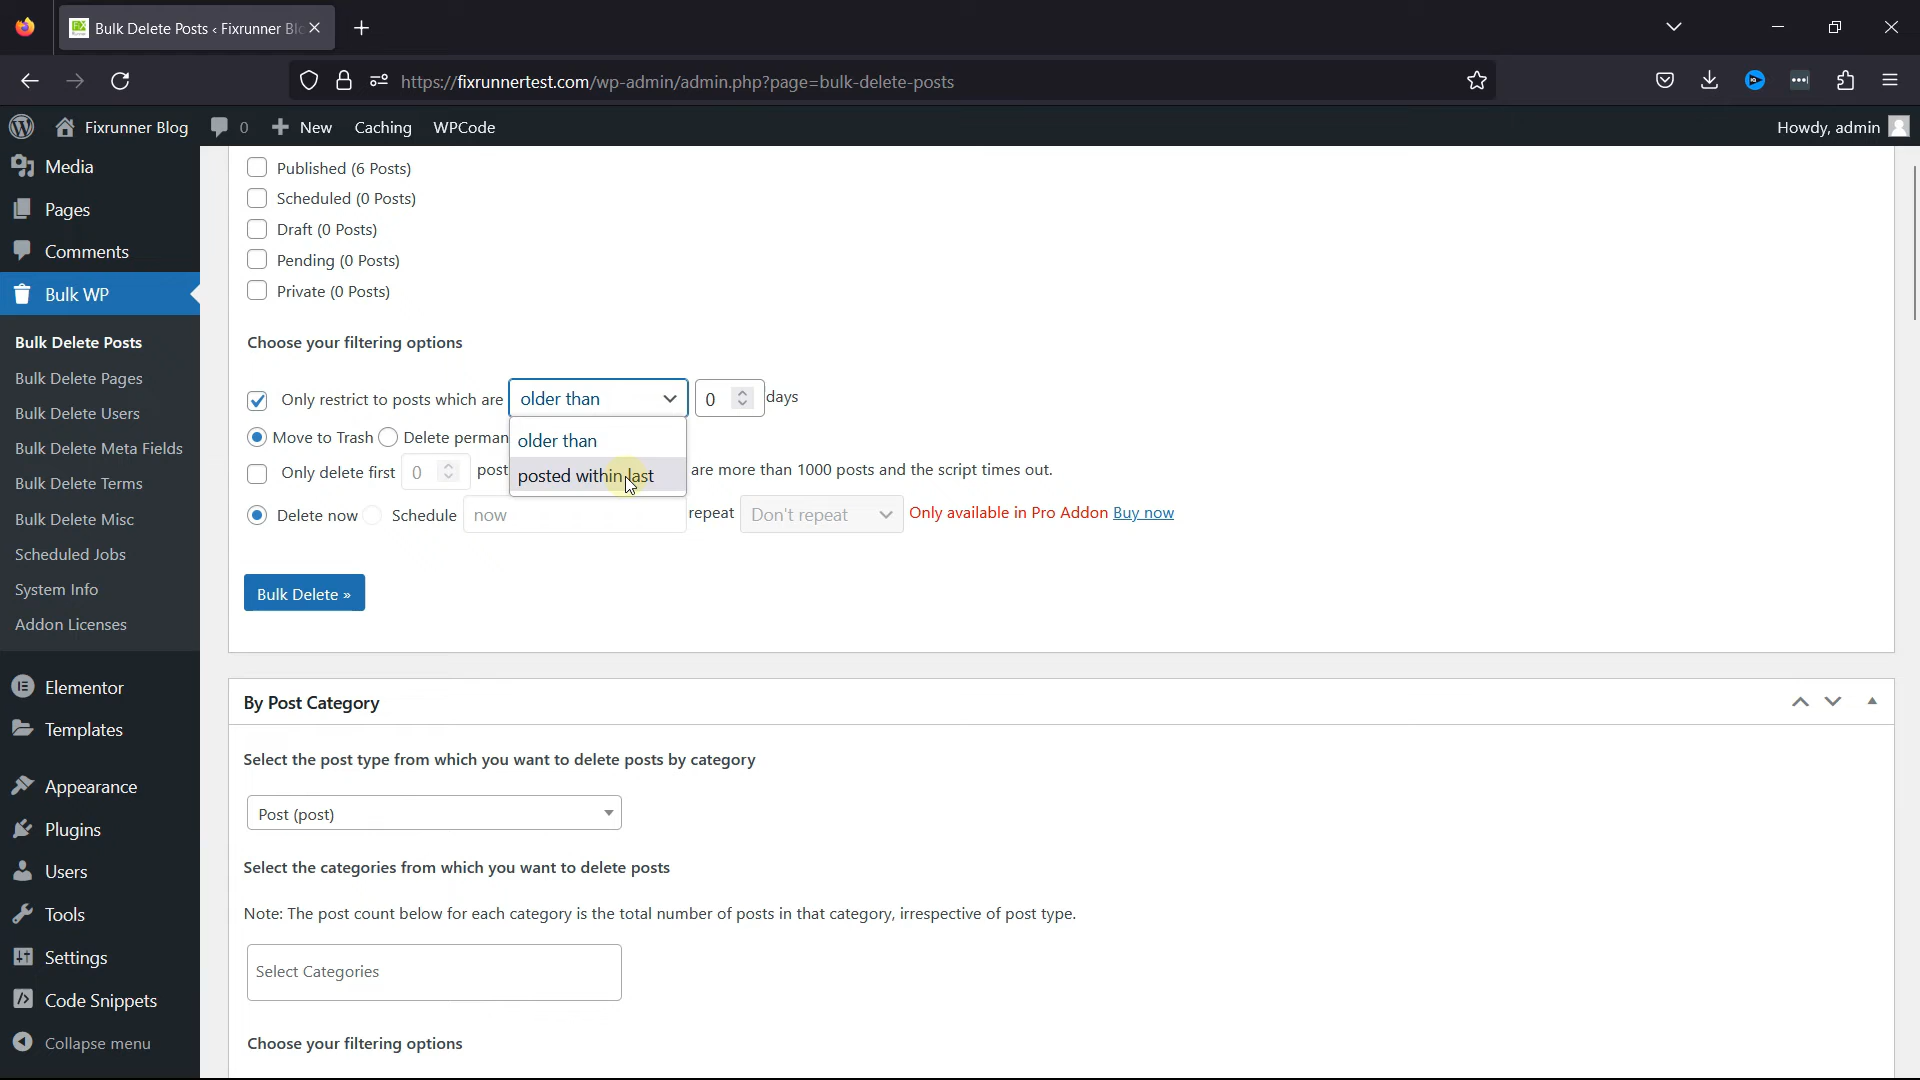 Bulk Delete Posts ‹ Fixrunner Blo
https://fixrunnertest.com/wp-admin/admin.php?page=bulk-delete-posts
Fixrunner Blog 0 New Caching WPCode Howdy, admin
Media
Pages
Comments
Bulk WP
Bulk Delete Posts
Bulk Delete Pages
Bulk Delete Users
Bulk Delete Meta Fields
Bulk Delete Terms
Bulk Delete Misc
Scheduled Jobs
System Info
Addon Licenses
Elementor
Templates
Appearance
Plugins
Users
Tools
Settings
Code Snippets
Collapse menu
Published (6 Posts)
Scheduled (0 Posts)
Draft (0 Posts)
Pending (0 Posts)
Private (0 Posts)
Choose your filtering options
Only restrict to posts which are older than 0 days
older than
posted within last
Move to Trash Delete perman
Only delete first 0 post are more than 1000 posts and the script times out.
Delete now Schedule now repeat Don't repeat Only available in Pro Addon Buy now
Bulk Delete »
By Post Category
Select the post type from which you want to delete posts by category
Post (post)
Select the categories from which you want to delete posts
Note: The post count below for each category is the total number of posts in that category, irrespective of post type.
Select Categories
Choose your filtering options